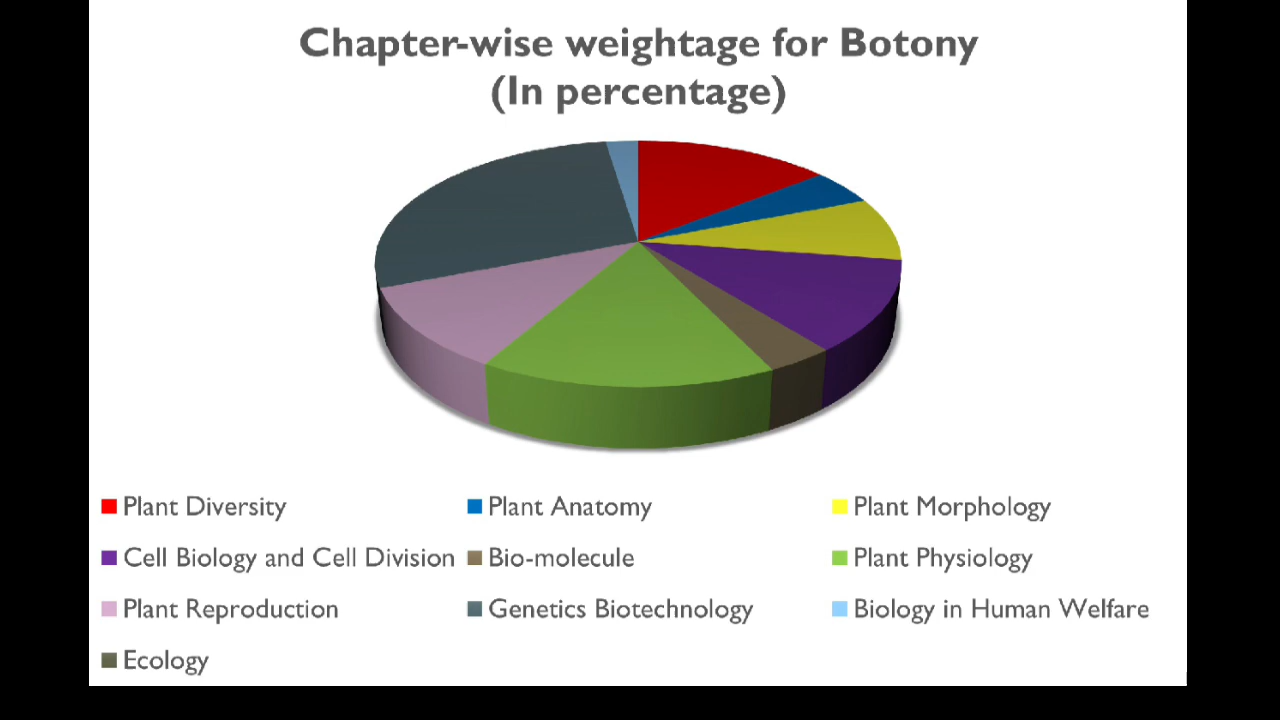 Chapter-wise weightage for Botony
(In percentage)
Plant Diversity
Plant Anatomy
Plant Morphology
Cell Biology and Cell Division
Bio-molecule
Plant Physiology
Plant Reproduction
Genetics Biotechnology
Biology in Human Welfare
Ecology